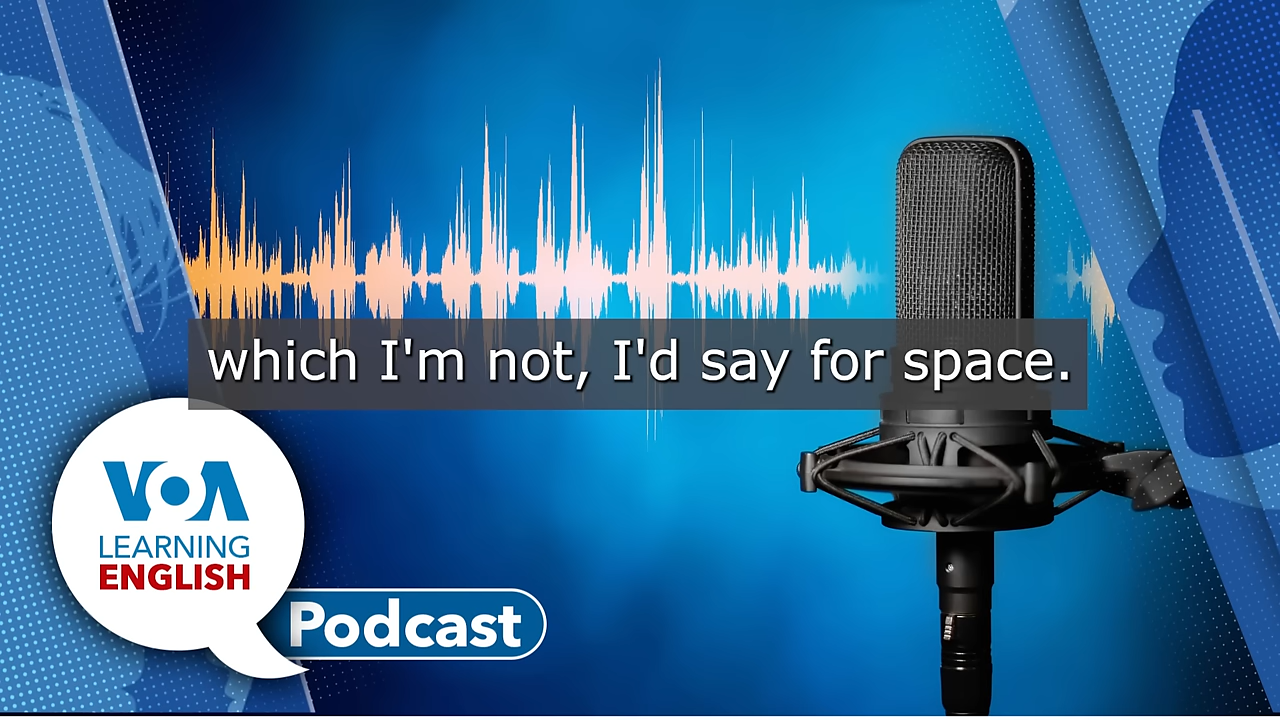 which I'm not, I'd say for space.
VOA
LEARNING
ENGLISH
Podcast